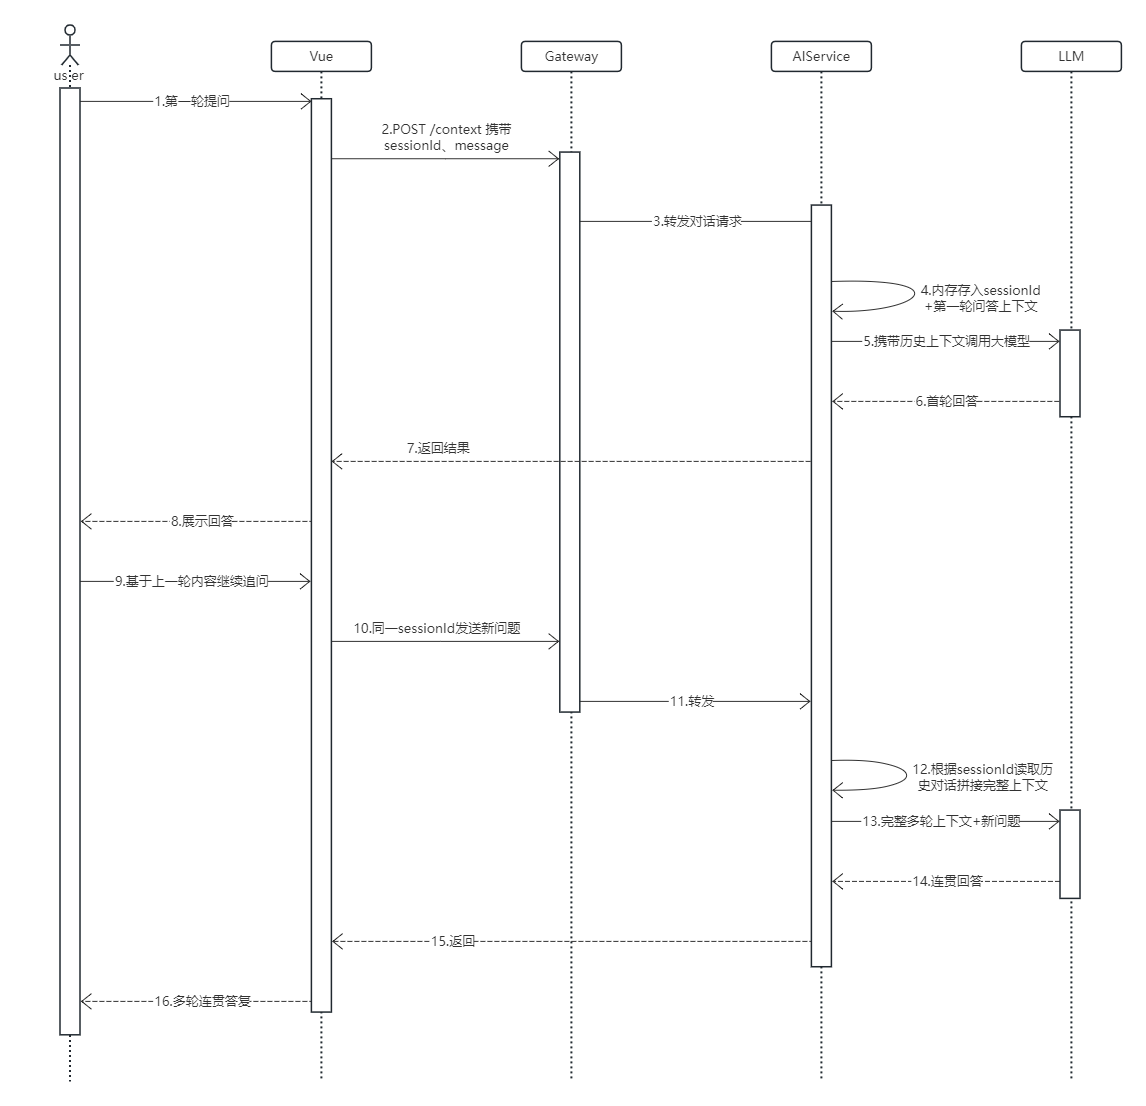 user
Vue
Gateway
AIService
LLM
1.第一轮提问
2.POST /context 携带
sessionId、message
3.转发对话请求
4.内存存入sessionId
+第一轮问答上下文
5.携带历史上下文调用大模型
6.首轮回答
7.返回结果
8.展示回答
9.基于上一轮内容继续追问
10.同一sessionId发送新问题
11.转发
12.根据sessionId读取历
史对话拼接完整上下文
13.完整多轮上下文+新问题
14.连贯回答
15.返回
16.多轮连贯答复